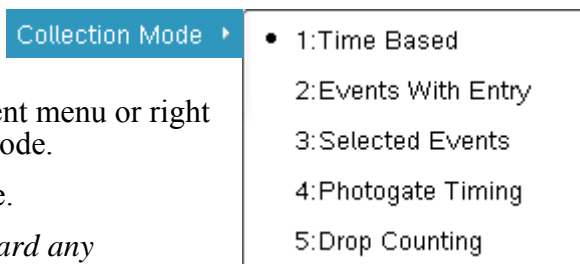 Collection Mode
1:Time Based
2:Events With Entry
3:Selected Events
4:Photogate Timing
5:Drop Counting
ent menu or right
ode.
e.
ard any